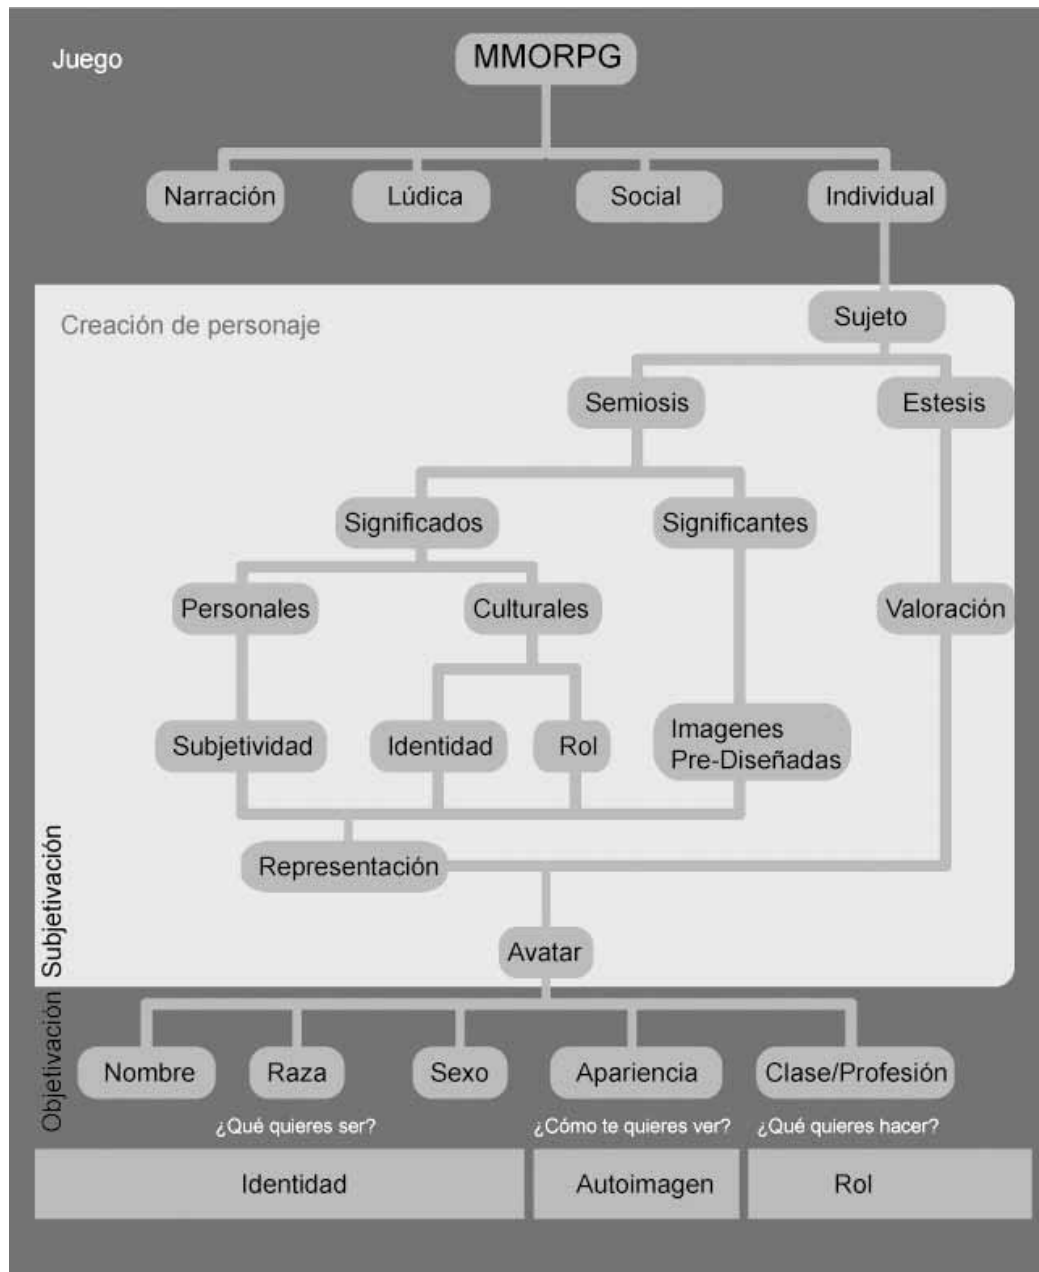 Juego
MMORPG
Narración
Lúdica
Social
Individual
Creación de personaje
Sujeto
Semiosis
Estesis
Significados
Significantes
Personales
Culturales
Valoración
Subjetividad
Identidad
Rol
Imagenes
Pre-Diseñadas
Representación
Subjetivación
Avatar
Objetivación
Nombre
Raza
Sexo
Apariencia
Clase/Profesión
¿Qué quieres ser?
¿Cómo te quieres ver?
¿Qué quieres hacer?
Identidad
Autoimagen
Rol